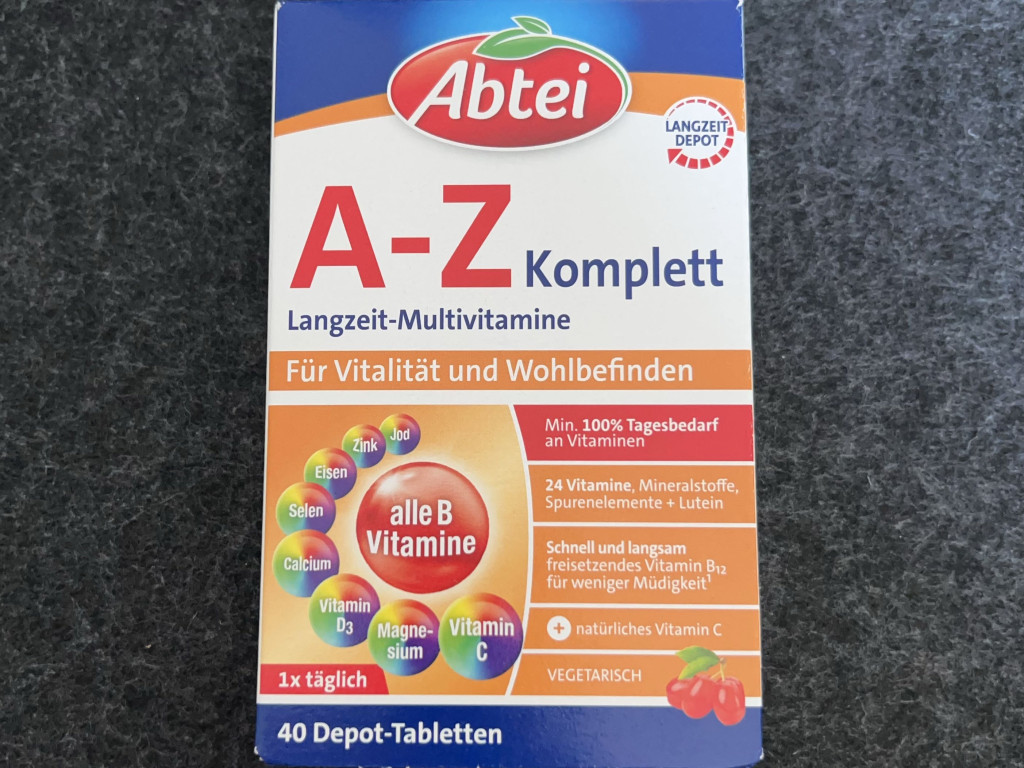 Abtei
LANGZEIT
DEPOT
A-Z Komplett
Langzeit-Multivitamine
Für Vitalität und Wohlbefinden
Jod
Zink
Eisen
Selen
Calcium
Vitamin
D3
Magne-
sium
Vitamin
C
alle B
Vitamine
1x täglich
Min. 100% Tagesbedarf
an Vitaminen
24 Vitamine, Mineralstoffe,
Spurenelemente + Lutein
Schnell und langsam
freisetzendes Vitamin B12
für weniger Müdigkeit¹
+ natürliches Vitamin C
VEGETARISCH
40 Depot-Tabletten